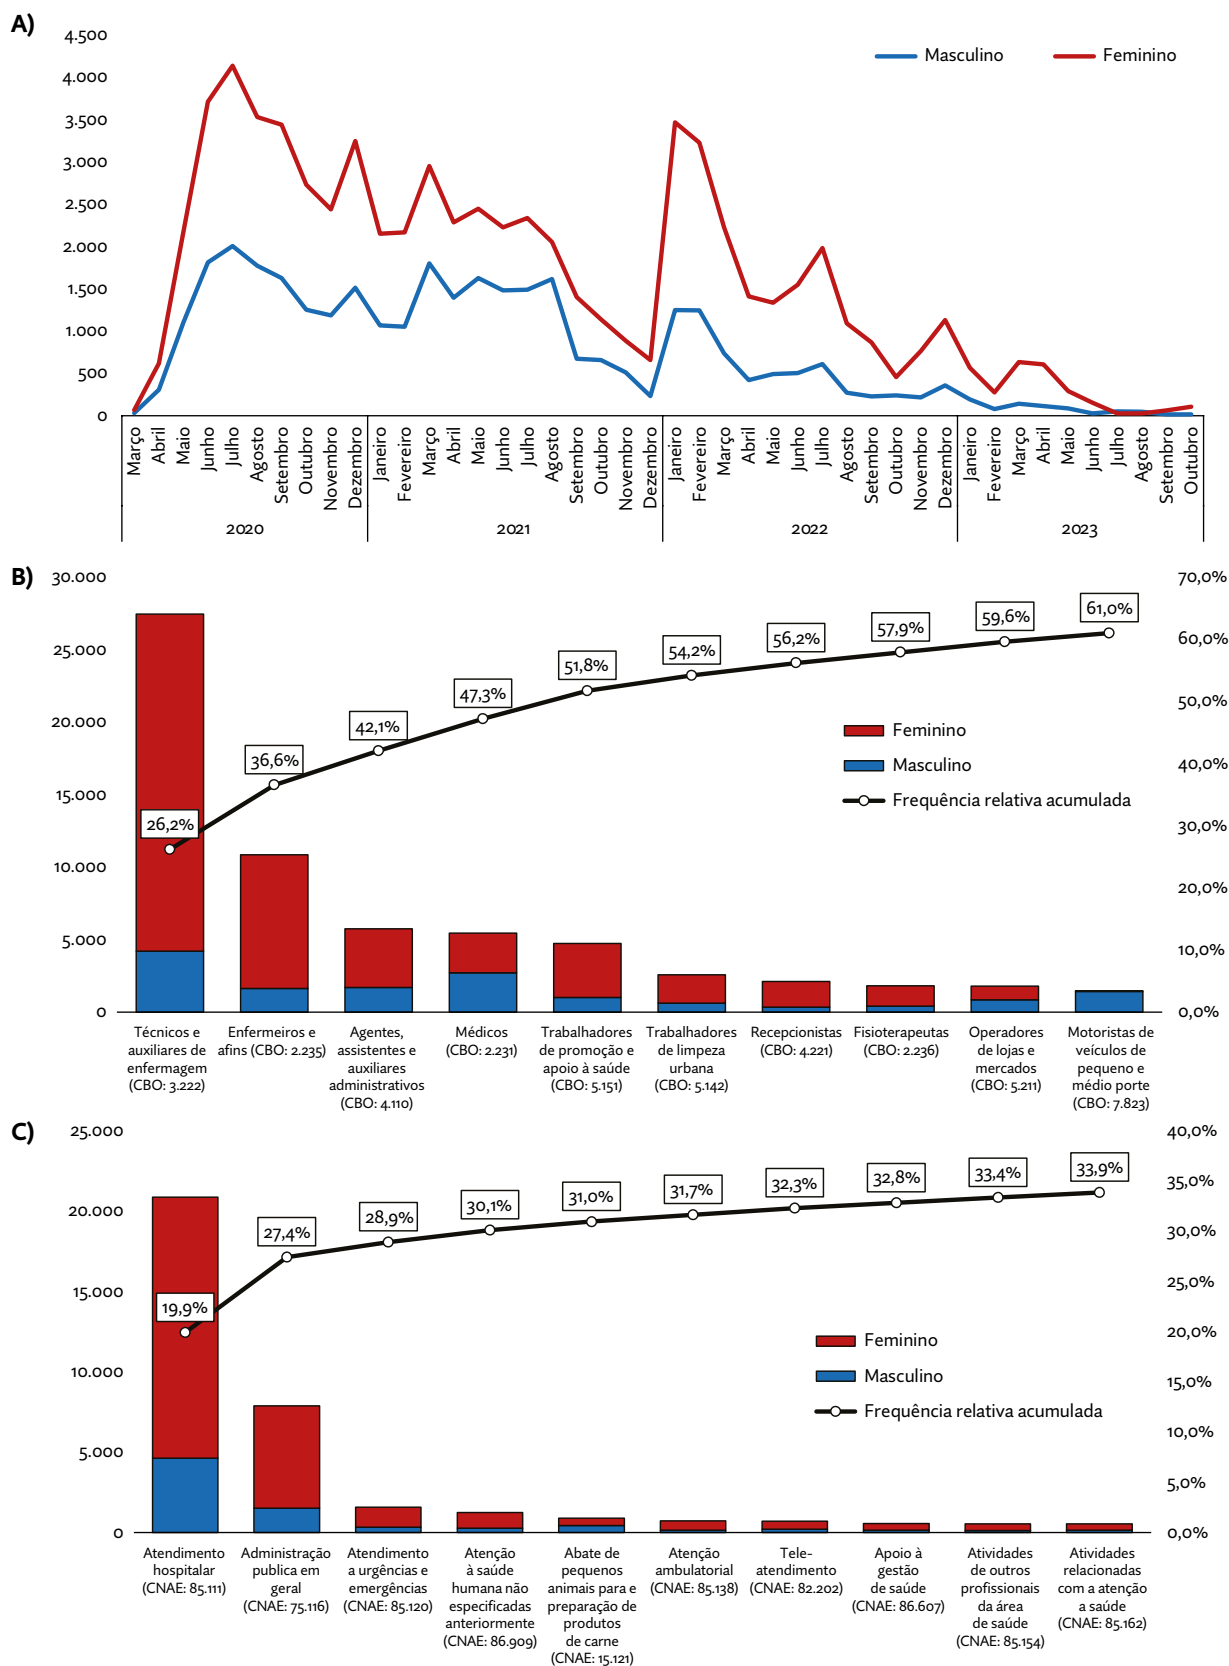 A)
4.500
4.000
3.500
3.000
2.500
2.000
1.500
1.000
500
0
Masculino
Feminino
Março
Abril
Maio
Junho
Julho
Agosto
Setembro
Outubro
Novembro
Dezembro
Janeiro
Fevereiro
Março
Abril
Maio
Junho
Julho
Agosto
Setembro
Outubro
Novembro
Dezembro
Janeiro
Fevereiro
Março
Abril
Maio
Junho
Julho
Agosto
Setembro
Outubro
Novembro
Dezembro
Janeiro
Fevereiro
Março
Abril
Maio
Junho
Julho
Agosto
Setembro
Outubro
2020
2021
2022
2023
B)
30.000
25.000
20.000
15.000
10.000
5.000
0
70,0%
60,0%
50,0%
40,0%
30,0%
20,0%
10,0%
0,0%
26,2%
36,6%
42,1%
47,3%
51,8%
54,2%
56,2%
57,9%
59,6%
61,0%
Feminino
Masculino
Frequência relativa acumulada
Técnicos e
auxiliares de
enfermagem
(CBO: 3.222)
Enfermeiros e
afins (CBO: 2.235)
Agentes,
assistentes e
auxiliares
administrativos
(CBO: 4.110)
Médicos
(CBO: 2.231)
Trabalhadores
de promoção e
apoio à saúde
(CBO: 5.151)
Trabalhadores
de limpeza
urbana
(CBO: 5.142)
Recepcionistas
(CBO: 4.221)
Fisioterapeutas
(CBO: 2.236)
Operadores
de lojas e
mercados
(CBO: 5.211)
Motoristas de
veículos de
pequeno e
médio porte
(CBO: 7.823)
C)
25.000
20.000
15.000
10.000
5.000
0
40,0%
35,0%
30,0%
25,0%
20,0%
15,0%
10,0%
5,0%
0,0%
19,9%
27,4%
28,9%
30,1%
31,0%
31,7%
32,3%
32,8%
33,4%
33,9%
Feminino
Masculino
Frequência relativa acumulada
Atendimento
hospitalar
(CNAE: 85.111)
Administração
publica em
geral
(CNAE: 75.116)
Atendimento
a urgências e
emergências
(CNAE: 85.120)
Atenção
à saúde
humana não
especificadas
anteriormente
(CNAE: 86.909)
Abate de
pequenos
animais para e
preparação de
produtos
de carne
(CNAE: 15.121)
Atenção
ambulatorial
(CNAE: 85.138)
Tele-
atendimento
(CNAE: 82.202)
Apoio à
gestão
de saúde
(CNAE: 86.607)
Atividades
de outros
profissionais
da área
de saúde
(CNAE: 85.154)
Atividades
relacionadas
com a atenção
a saúde
(CNAE: 85.162)